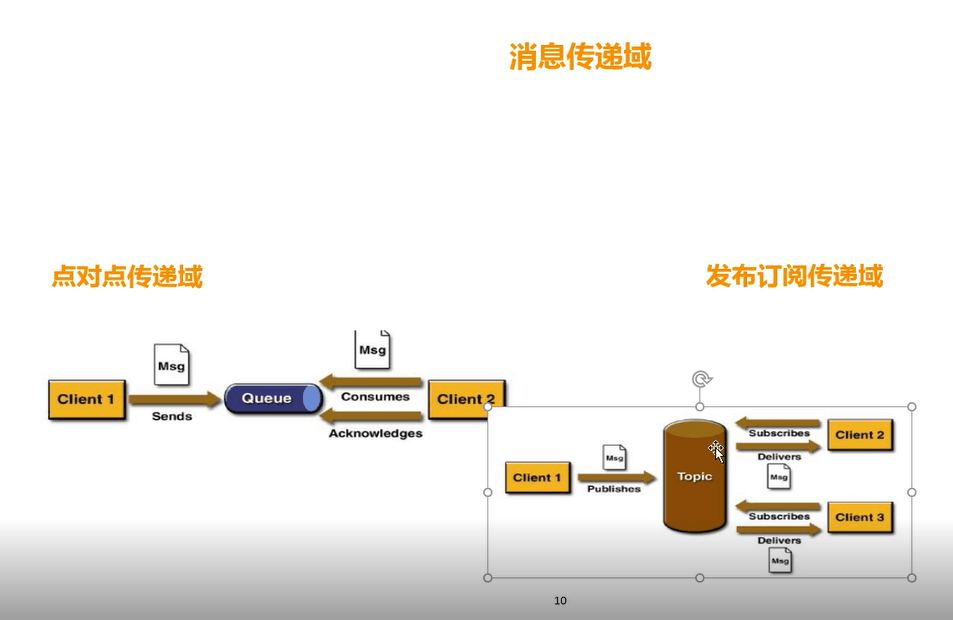 消息传递域
点对点传递域
发布订阅传递域
Msg
Client 1
Sends
Queue
Msg
Consumes
Acknowledges
Client 2
Client 1
Msg
Publishes
Topic
Subscribes
Delivers
Msg
Client 2
Subscribes
Delivers
Msg
Client 3
10